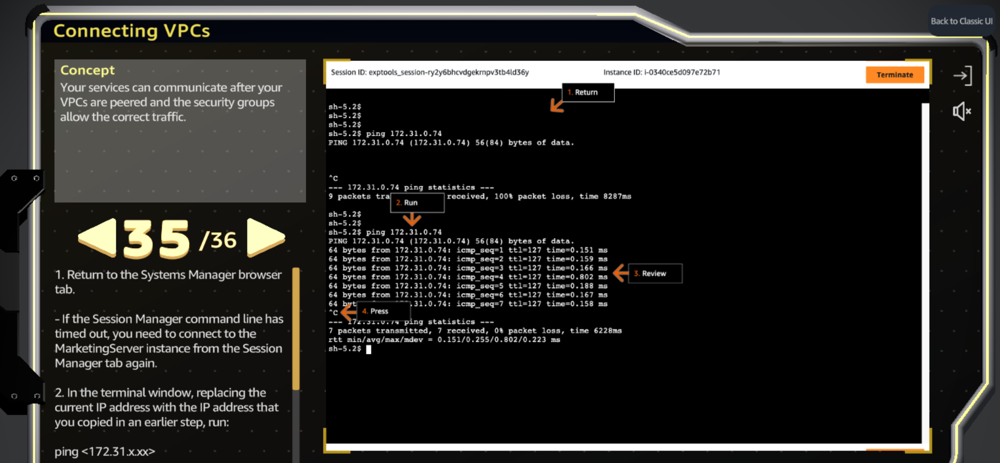 Connecting VPCs
Back to Classic UI
Concept
Your services can communicate after your
VPCs are peered and the security groups
allow the correct traffic.
35 /36
1. Return to the Systems Manager browser
tab.
- If the Session Manager command line has
timed out, you need to connect to the
MarketingServer instance from the Session
Manager tab again.
2. In the terminal window, replacing the
current IP address with the IP address that
you copied in an earlier step, run:
ping <172.31.x.xx>
Session ID: exptools_session-ry2y6bhcvdgekrnpv3tb4ld36y Instance ID: i-0340ce5d097e72b71 Terminate
1. Return
sh-5.2$
sh-5.2$
sh-5.2$
sh-5.2$ ping 172.31.0.74
PING 172.31.0.74 (172.31.0.74) 56(84) bytes of data.
^C
--- 172.31.0.74 ping statistics ---
9 packets tra received, 100% packet loss, time 8287ms
2. Run
sh-5.2$
sh-5.2$
sh-5.2$ ping 172.31.0.74
PING 172.31.0.74 (172.31.0.74) 56(84) bytes of data.
64 bytes from 172.31.0.74: icmp_seq=1 ttl=127 time=0.151 ms
64 bytes from 172.31.0.74: icmp_seq=2 ttl=127 time=0.159 ms
64 bytes from 172.31.0.74: icmp_seq=3 ttl=127 time=0.166 ms
64 bytes from 172.31.0.74: icmp_seq=4 ttl=127 time=0.802 ms
64 bytes from 172.31.0.74: icmp_seq=5 ttl=127 time=0.188 ms
64 bytes from 172.31.0.74: icmp_seq=6 ttl=127 time=0.167 ms
64 byt .31.0.74: icmp_seq=7 ttl=127 time=0.158 ms
3. Review
^C
4. Press
--- 172.31.0.74 ping statistics ---
7 packets transmitted, 7 received, 0% packet loss, time 6228ms
rtt min/avg/max/mdev = 0.151/0.255/0.802/0.223 ms
sh-5.2$